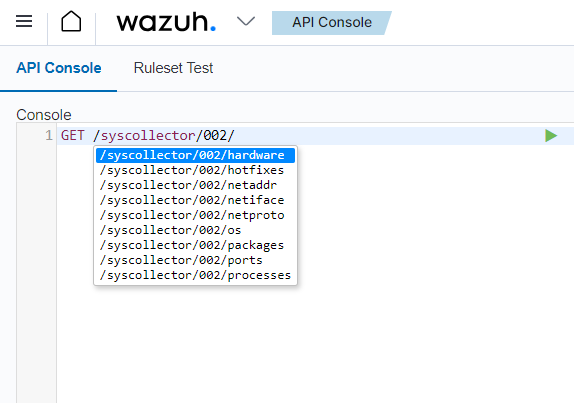 wazuh.
API Console
API Console
Ruleset Test
Console
1 GET /syscollector/002/
/syscollector/002/hardware
/syscollector/002/hotfixes
/syscollector/002/netaddr
/syscollector/002/netiface
/syscollector/002/netproto
/syscollector/002/os
/syscollector/002/packages
/syscollector/002/ports
/syscollector/002/processes